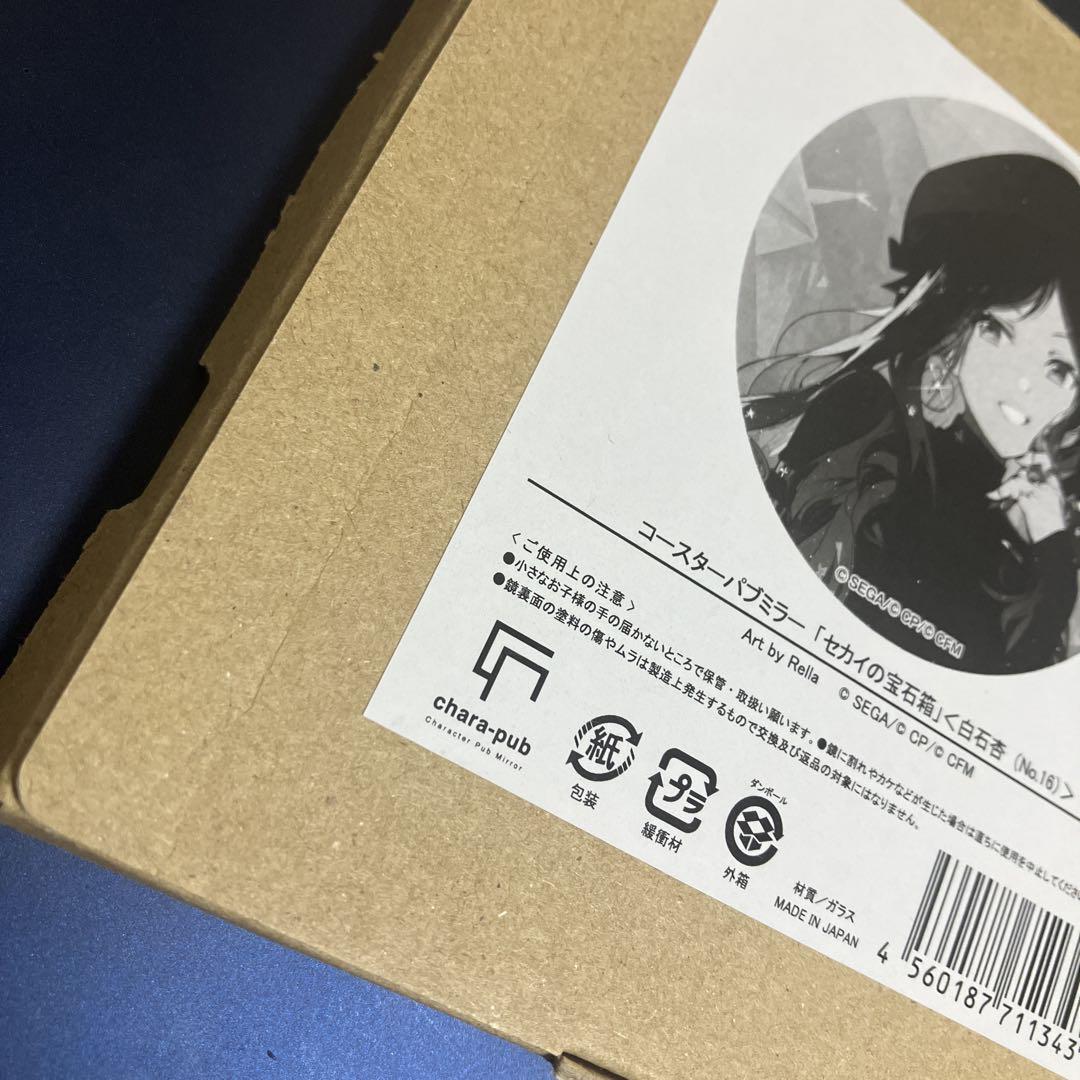 © SEGA/© CP/© CFM
コースターパブミラー「セカイの宝石箱」<白石杏 (No.16)>
Art by Rella © SEGA/© CP/© CFM
<ご使用上の注意>
●小さなお子様の手の届かないところで保管・取扱い願います。●鏡に割れやカケなどが生じた場合は直ちに使用を中止してくださ
●鏡裏面の塗料の傷やムラは製造上発生するもので交換及び返品の対象にはなりません。
chara-pub
Character Pub Mirror
紙
包装
プラ
緩衝材
ダンボール
外箱
材質/ガラス
MADE IN JAPAN
4 560187 711343